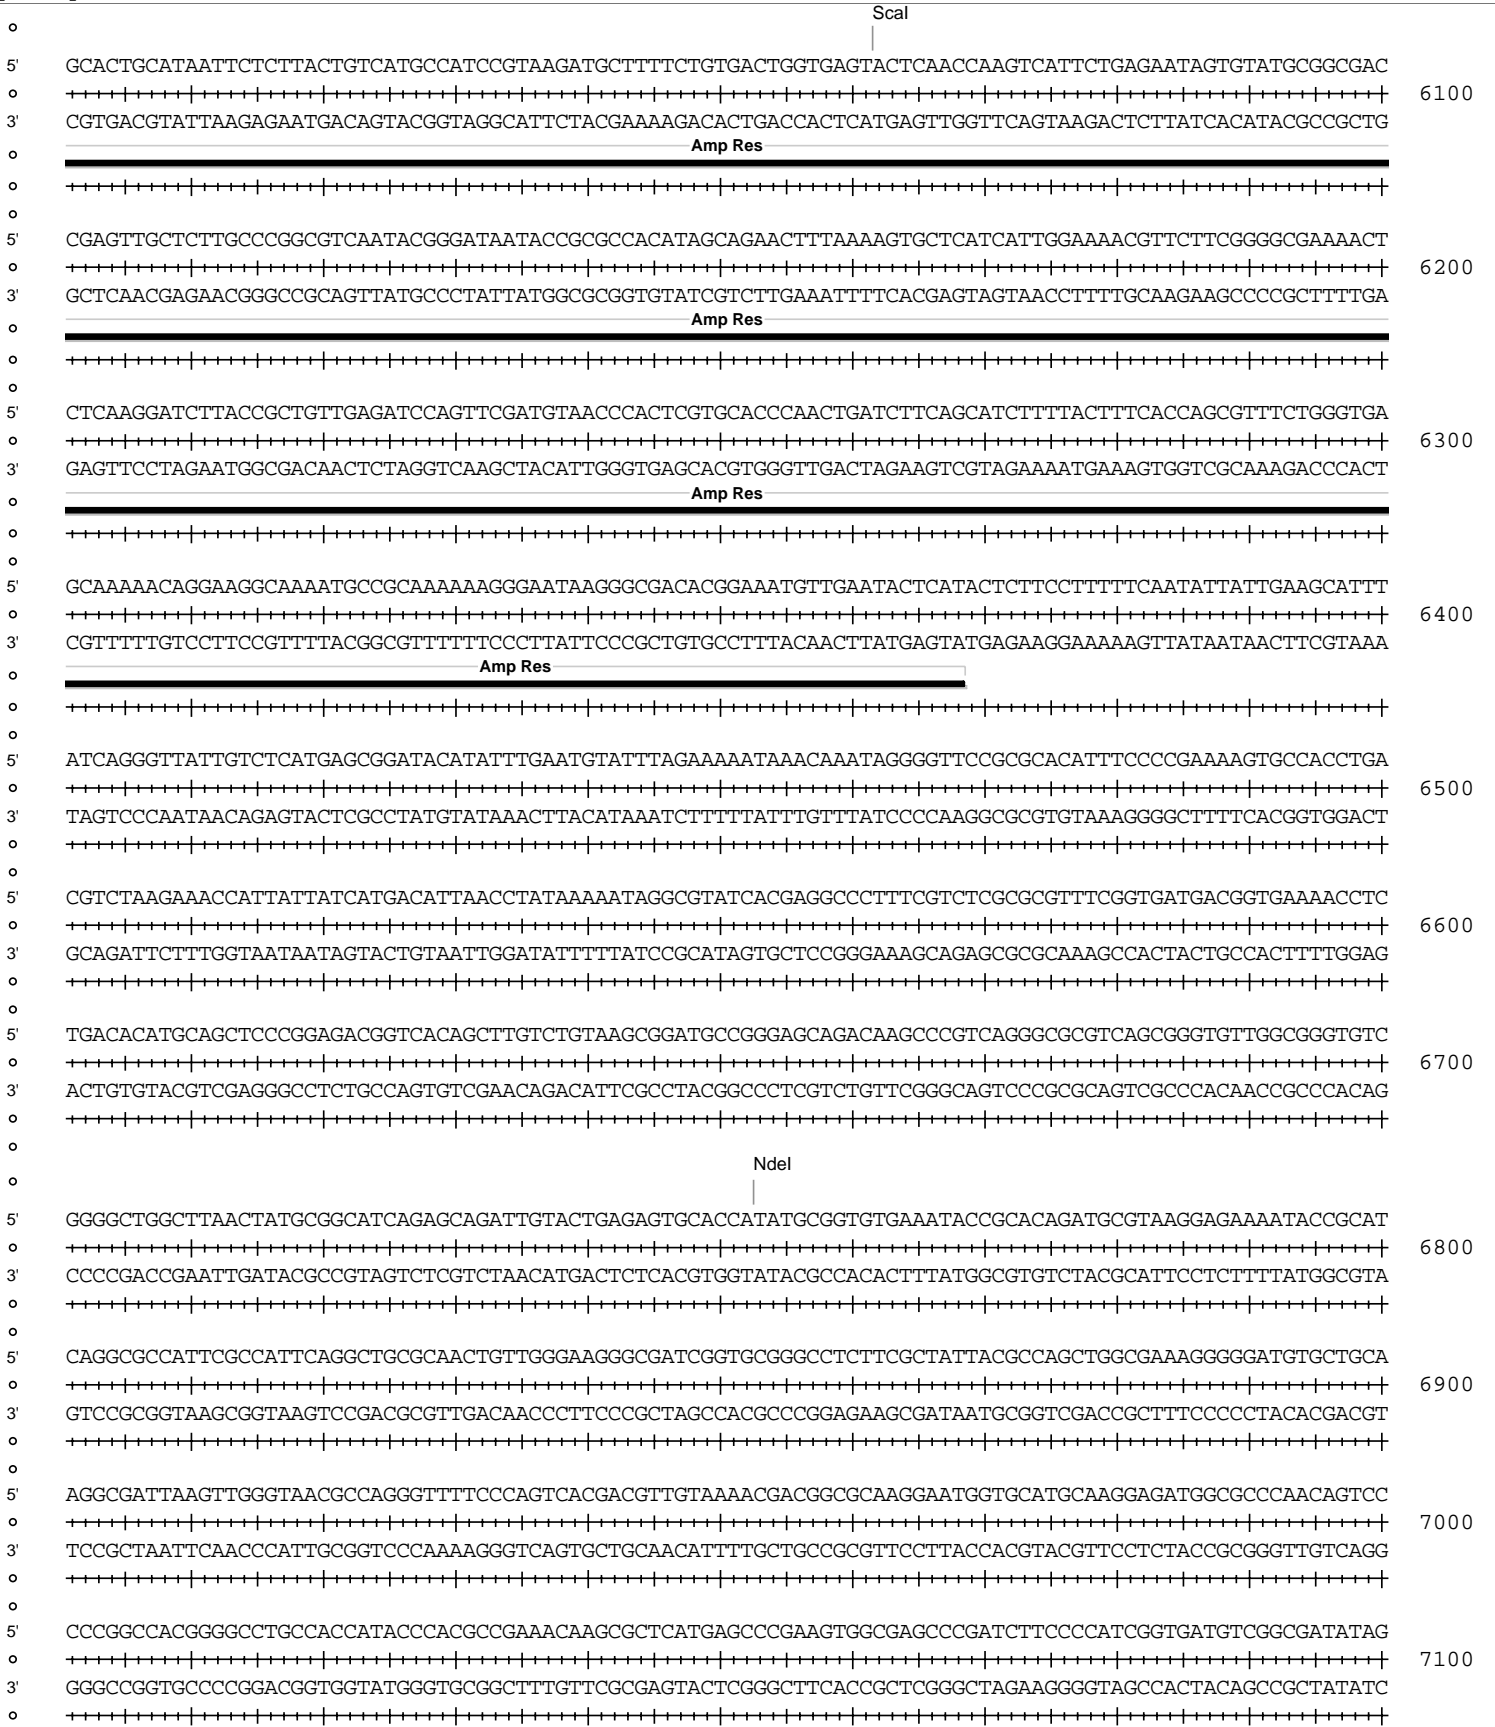 ScaI
5' GCACTGCATAATTCTCTTACTGTCATGCCATCCGTAAGATGCTTTTCTGTGACTGGTGAGTACTCAACCAAGTCATTCTGAGAATAGTGTATGCGGCGAC
6100
3' CGTGACGTATTAAGAGAATGACAGTACGGTAGGCATTCTACGAAAAGACACTGACCACTCATGAGTTGGTTCAGTAAGACTCTTATCACATACGCCGCTG
Amp Res
5' CGAGTTGCTCTTGCCCGGCGTCAATACGGGATAATACCGCGCCACATAGCAGAACTTTAAAAGTGCTCATCATTGGAAAACGTTCTTCGGGGCGAAAACT
6200
3' GCTCAACGAGAACGGGCCGCAGTTATGCCCTATTATGGCGCGGTGTATCGTCTTGAAATTTTCACGAGTAGTAACCTTTTGCAAGAAGCCCCGCTTTTGA
Amp Res
5' CTCAAGGATCTTACCGCTGTTGAGATCCAGTTCGATGTAACCCACTCGTGCACCCAACTGATCTTCAGCATCTTTTACTTTCACCAGCGTTTCTGGGTGA
6300
3' GAGTTCCTAGAATGGCGACAACTCTAGGTCAAGCTACATTGGGTGAGCACGTGGGTTGACTAGAAGTCGTAGAAAATGAAAGTGGTCGCAAAGACCCACT
Amp Res
5' GCAAAAACAGGAAGGCAAAATGCCGCAAAAAAGGGAATAAGGGCGACACGGAAATGTTGAATACTCATACTCTTCCTTTTTCAATATTATTGAAGCATTT
6400
3' CGTTTTTGTCCTTCCGTTTTACGGCGTTTTTTCCCTTATTCCCGCTGTGCCTTTACAACTTATGAGTATGAGAAGGAAAAAGTTATAATAACTTCGTAAA
Amp Res
5' ATCAGGGTTATTGTCTCATGAGCGGATACATATTTGAATGTATTTAGAAAAATAAACAAATAGGGGTTCCGCGCACATTTCCCCGAAAAGTGCCACCTGA
6500
3' TAGTCCCAATAACAGAGTACTCGCCTATGTATAAACTTACATAAATCTTTTTATTTGTTTATCCCCAAGGCGCGTGTAAAGGGGCTTTTCACGGTGGACT
5' CGTCTAAGAAACCATTATTATCATGACATTAACCTATAAAAATAGGCGTATCACGAGGCCCTTTCGTCTCGCGCGTTTCGGTGATGACGGTGAAAACCTC
6600
3' GCAGATTCTTTGGTAATAATAGTACTGTAATTGGATATTTTTATCCGCATAGTGCTCCGGGAAAGCAGAGCGCGCAAAGCCACTACTGCCACTTTTGGAG
5' TGACACATGCAGCTCCCGGAGACGGTCACAGCTTGTCTGTAAGCGGATGCCGGGAGCAGACAAGCCCGTCAGGGCGCGTCAGCGGGTGTTGGCGGGTGTC
6700
3' ACTGTGTACGTCGAGGGCCTCTGCCAGTGTCGAACAGACATTCGCCTACGGCCCTCGTCTGTTCGGGCAGTCCCGCGCAGTCGCCCACAACCGCCCACAG
NdeI
5' GGGGCTGGCTTAACTATGCGGCATCAGAGCAGATTGTACTGAGAGTGCACCATATGCGGTGTGAAATACCGCACAGATGCGTAAGGAGAAAATACCGCAT
6800
3' CCCCGACCGAATTGATACGCCGTAGTCTCGTCTAACATGACTCTCACGTGGTATACGCCACACTTTATGGCGTGTCTACGCATTCCTCTTTTATGGCGTA
5' CAGGCGCCATTCGCCATTCAGGCTGCGCAACTGTTGGGAAGGGCGATCGGTGCGGGCCTCTTCGCTATTACGCCAGCTGGCGAAAGGGGGATGTGCTGCA
6900
3' GTCCGCGGTAAGCGGTAAGTCCGACGCGTTGACAACCCTTCCCGCTAGCCACGCCCGGAGAAGCGATAATGCGGTCGACCGCTTTCCCCCTACACGACGT
5' AGGCGATTAAGTTGGGTAACGCCAGGGTTTTCCCAGTCACGACGTTGTAAAACGACGGCGCAAGGAATGGTGCATGCAAGGAGATGGCGCCCAACAGTCC
7000
3' TCCGCTAATTCAACCCATTGCGGTCCCAAAAGGGTCAGTGCTGCAACATTTTGCTGCCGCGTTCCTTACCACGTACGTTCCTCTACCGCGGGTTGTCAGG
5' CCCGGCCACGGGGCCTGCCACCATACCCACGCCGAAACAAGCGCTCATGAGCCCGAAGTGGCGAGCCCGATCTTCCCCATCGGTGATGTCGGCGATATAG
7100
3' GGGCCGGTGCCCCGGACGGTGGTATGGGTGCGGCTTTGTTCGCGAGTACTCGGGCTTCACCGCTCGGGCTAGAAGGGGTAGCCACTACAGCCGCTATATC